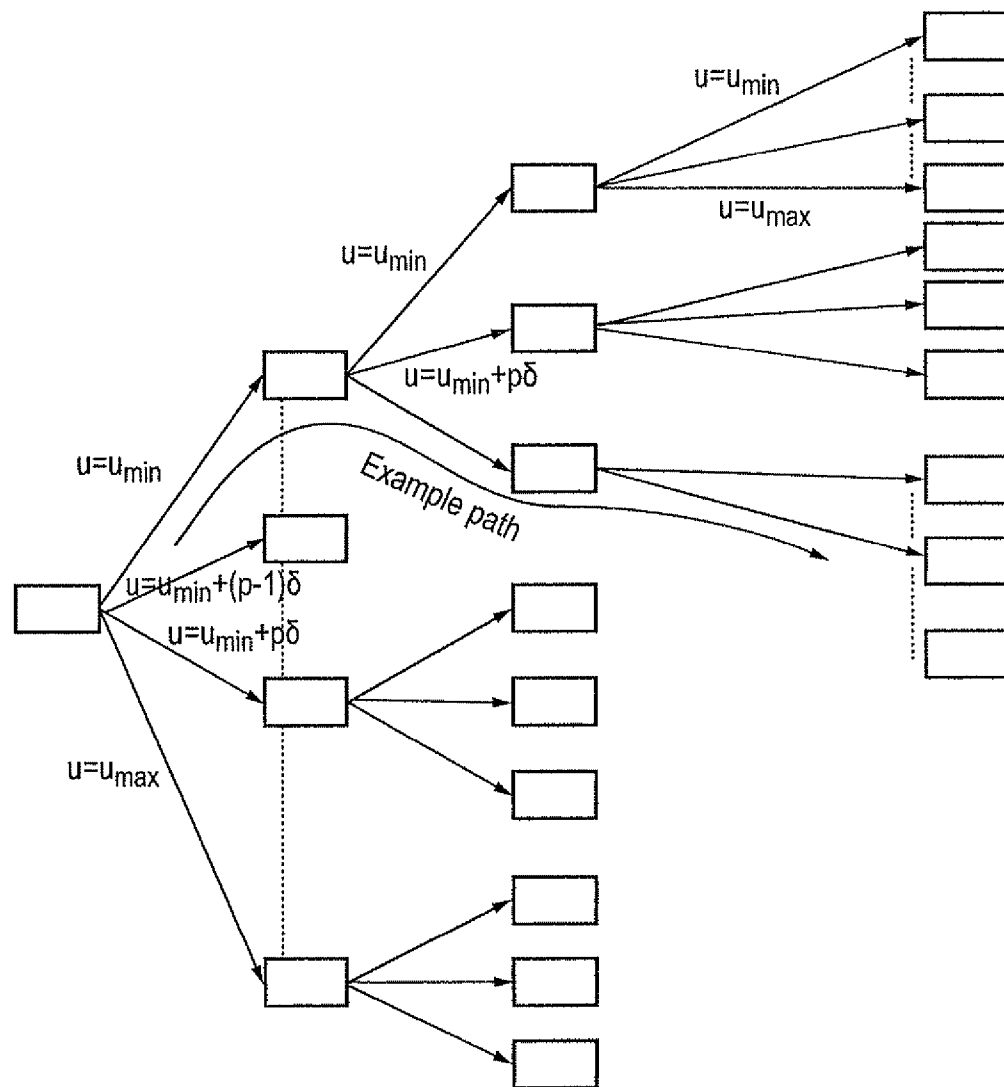 u=u_min
u=u_max
u=u_min
u=u_min+pδ
u=u_min
Example path
u=u_min+(p-1)δ
u=u_min+pδ
u=u_max